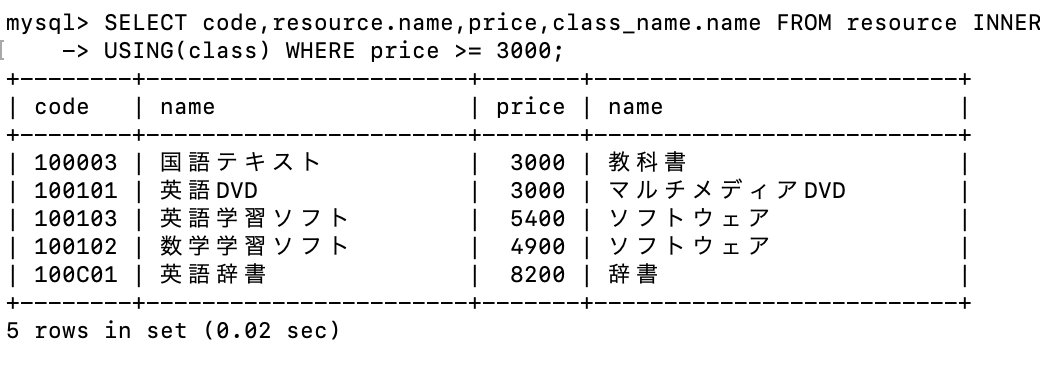 mysql> SELECT code,resource.name,price,class_name.name FROM resource INNER
    -> USING(class) WHERE price >= 3000;
+--------+-----------------------+-------+--------------------------+
| code   | name                  | price | name                     |
+--------+-----------------------+-------+--------------------------+
| 100003 | 国語テキスト          |  3000 | 教科書                   |
| 100101 | 英語DVD               |  3000 | マルチメディアDVD        |
| 100103 | 英語学習ソフト        |  5400 | ソフトウェア             |
| 100102 | 数学学習ソフト        |  4900 | ソフトウェア             |
| 100C01 | 英語辞書              |  8200 | 辞書                     |
+--------+-----------------------+-------+--------------------------+
5 rows in set (0.02 sec)